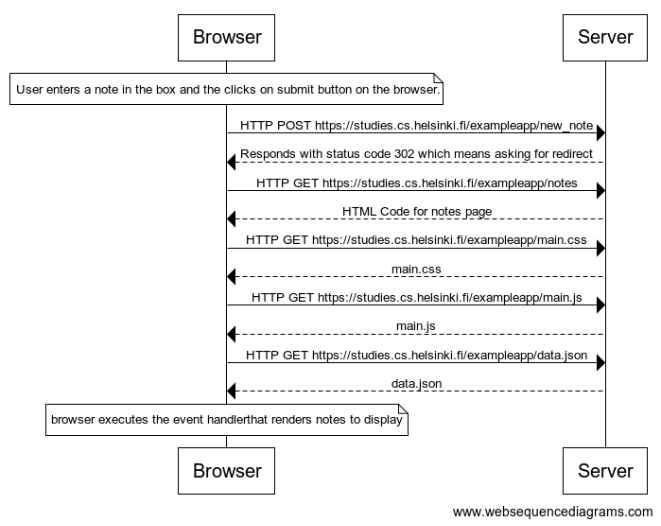 Browser
Server
User enters a note in the box and the clicks on submit button on the browser.
HTTP POST https://studies.cs.helsinki.fi/exampleapp/new_note
Responds with status code 302 which means asking for redirect
HTTP GET https://studies.cs.helsinki.fi/exampleapp/notes
HTML Code for notes page
HTTP GET https://studies.cs.helsinki.fi/exampleapp/main.css
main.css
HTTP GET https://studies.cs.helsinki.fi/exampleapp/main.js
main.js
HTTP GET https://studies.cs.helsinki.fi/exampleapp/data.json
data.json
browser executes the event handlerthat renders notes to display
Browser
Server
www.websequencediagrams.com